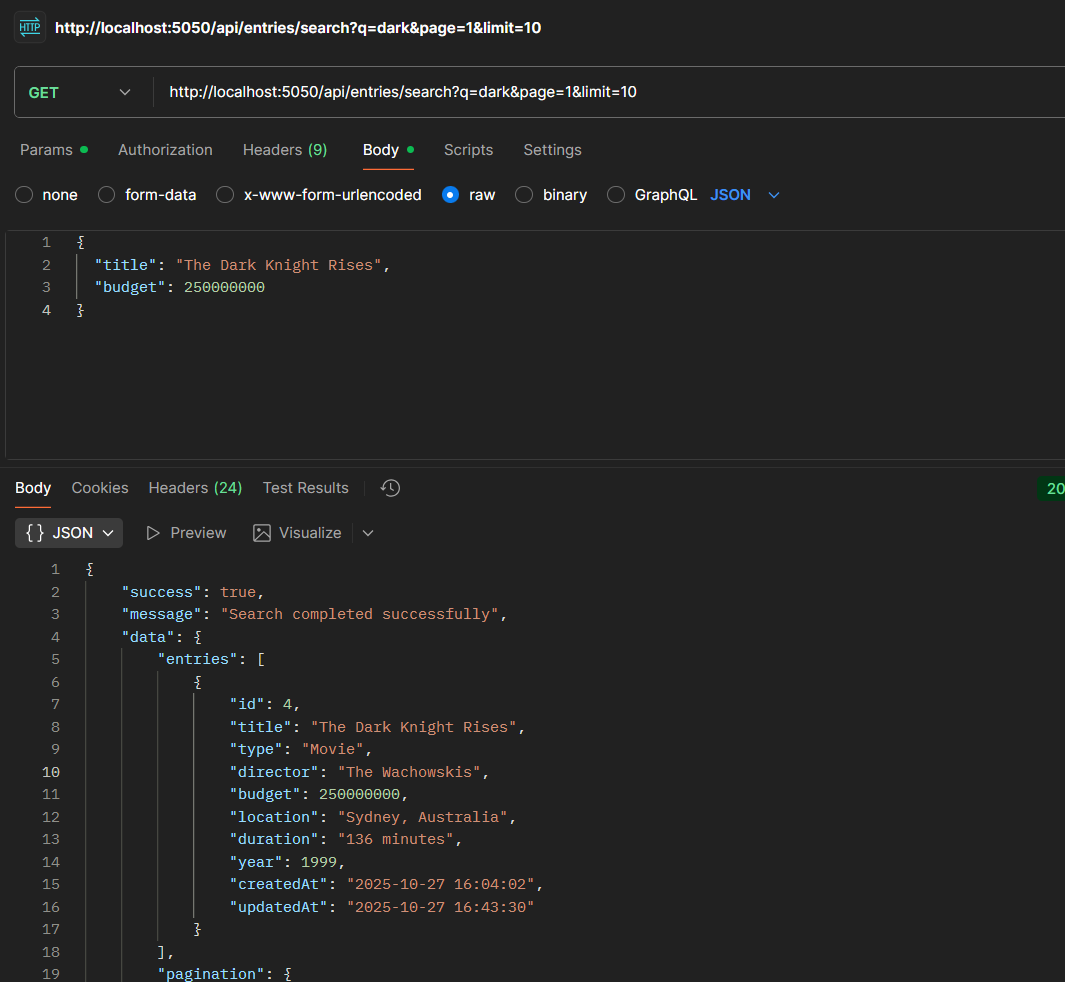 HTTP http://localhost:5050/api/entries/search?q=dark&page=1&limit=10
GET http://localhost:5050/api/entries/search?q=dark&page=1&limit=10
Params Authorization Headers (9) Body Scripts Settings
none form-data x-www-form-urlencoded raw binary GraphQL JSON
1 {
2 "title": "The Dark Knight Rises",
3 "budget": 250000000
4 }
Body Cookies Headers (24) Test Results 20
{} JSON Preview Visualize
1 {
2 "success": true,
3 "message": "Search completed successfully",
4 "data": {
5 "entries": [
6 {
7 "id": 4,
8 "title": "The Dark Knight Rises",
9 "type": "Movie",
10 "director": "The Wachowskis",
11 "budget": 250000000,
12 "location": "Sydney, Australia",
13 "duration": "136 minutes",
14 "year": 1999,
15 "createdAt": "2025-10-27 16:04:02",
16 "updatedAt": "2025-10-27 16:43:30"
17 }
18 ],
19 "pagination": {